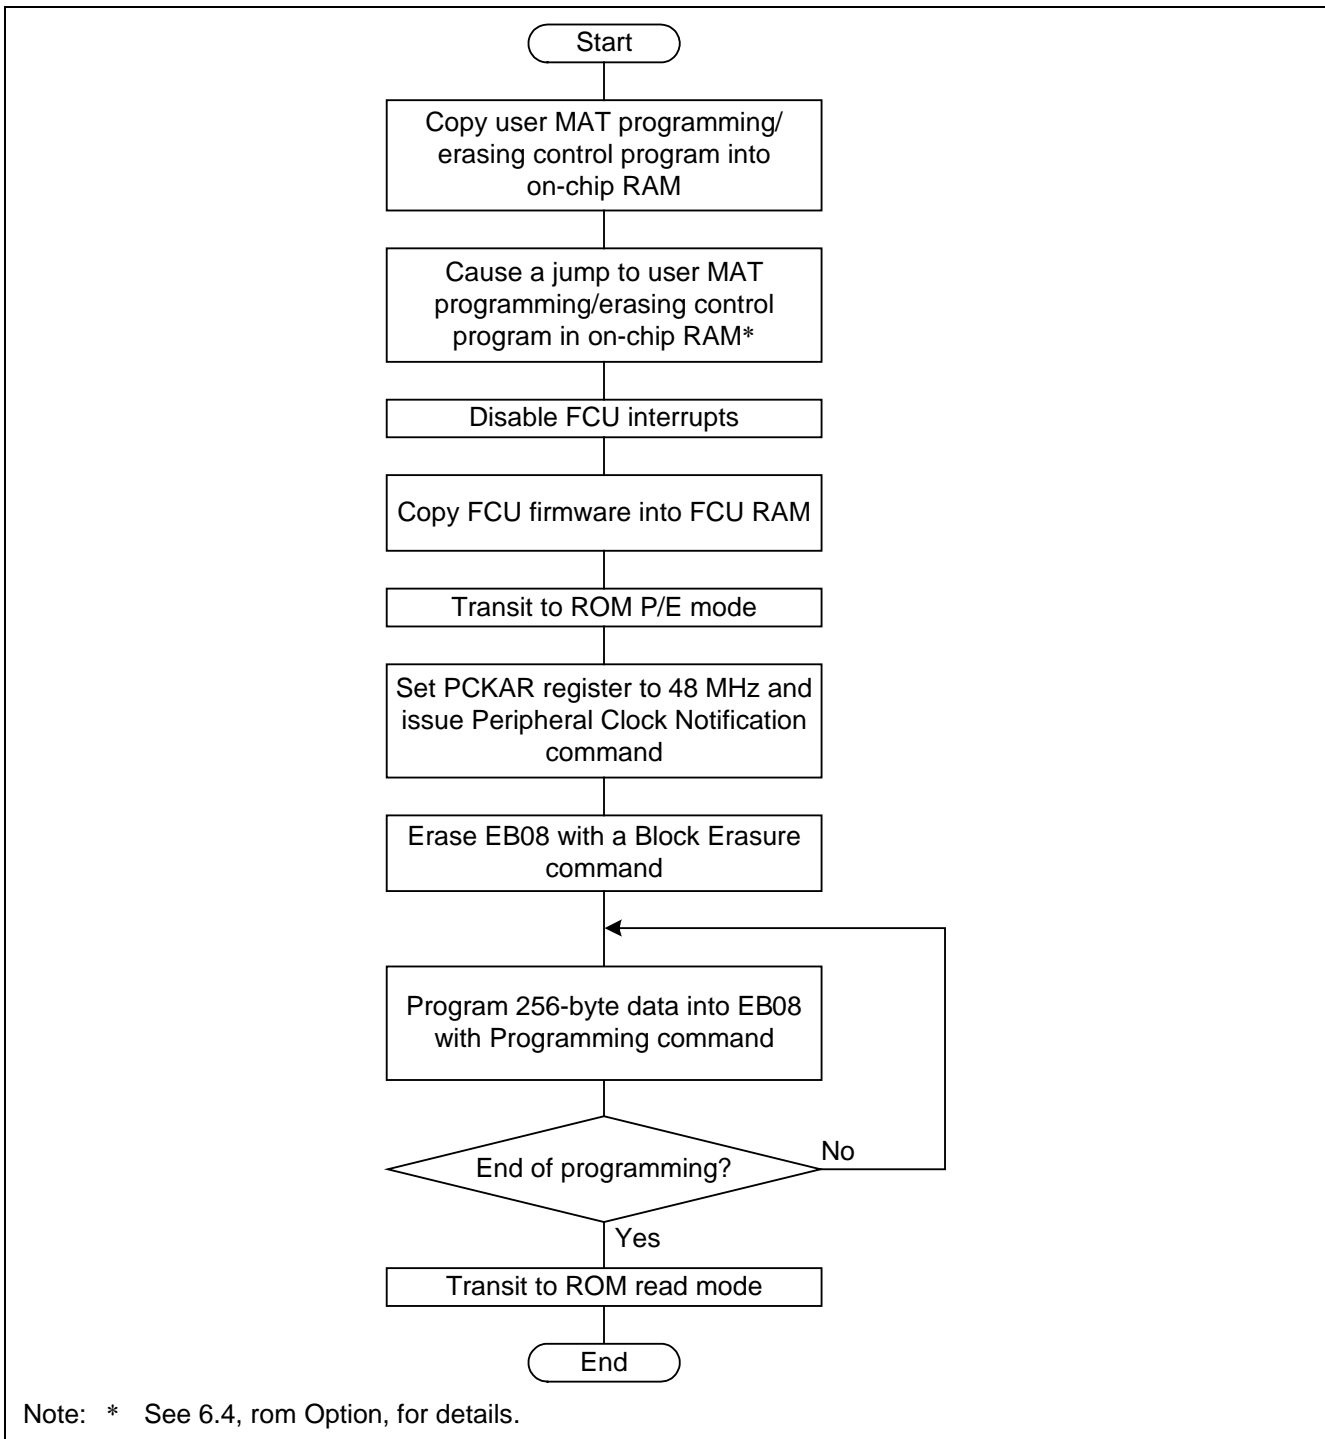 Start
Copy user MAT programming/
erasing control program into
on-chip RAM
Cause a jump to user MAT
programming/erasing control
program in on-chip RAM*
Disable FCU interrupts
Copy FCU firmware into FCU RAM
Transit to ROM P/E mode
Set PCKAR register to 48 MHz and
issue Peripheral Clock Notification
command
Erase EB08 with a Block Erasure
command
Program 256-byte data into EB08
with Programming command
End of programming?
No
Yes
Transit to ROM read mode
End
Note: * See 6.4, rom Option, for details.